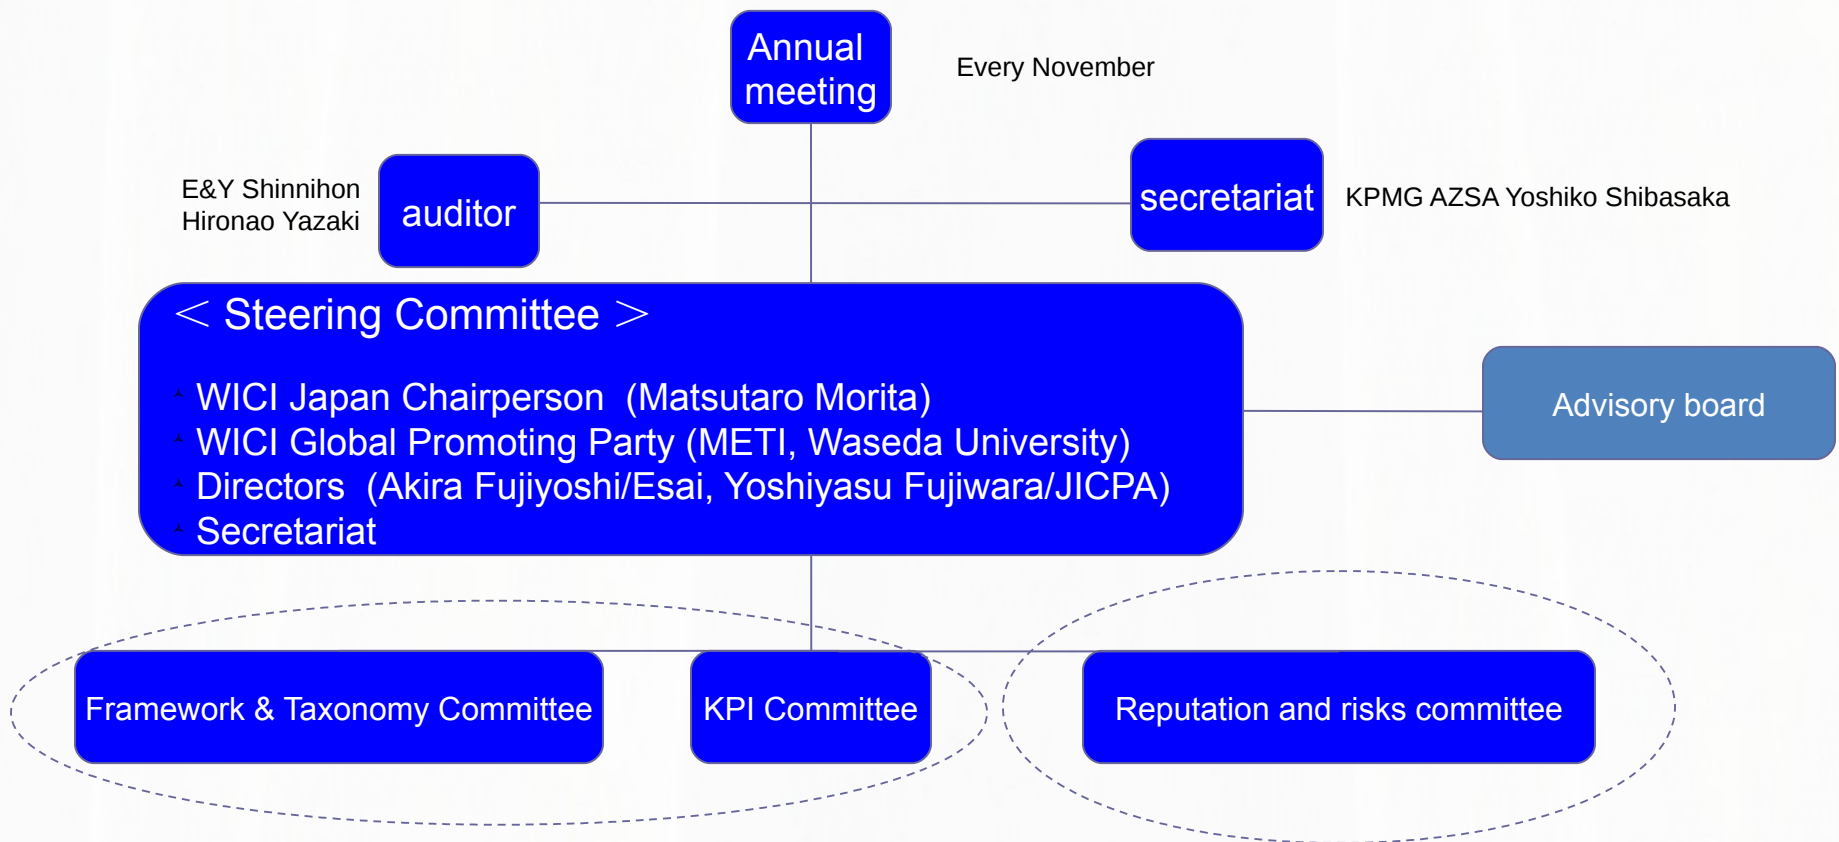 Annual
meeting
Every November
E&Y Shinnihon
Hironao Yazaki
auditor
secretariat
KPMG AZSA Yoshiko Shibasaka
＜ Steering Committee ＞
WICI Japan Chairperson (Matsutaro Morita)
WICI Global Promoting Party (METI, Waseda University)
Directors (Akira Fujiyoshi/Esai, Yoshiyasu Fujiwara/JICPA)
Secretariat
Advisory board
Framework & Taxonomy Committee
KPI Committee
Reputation and risks committee